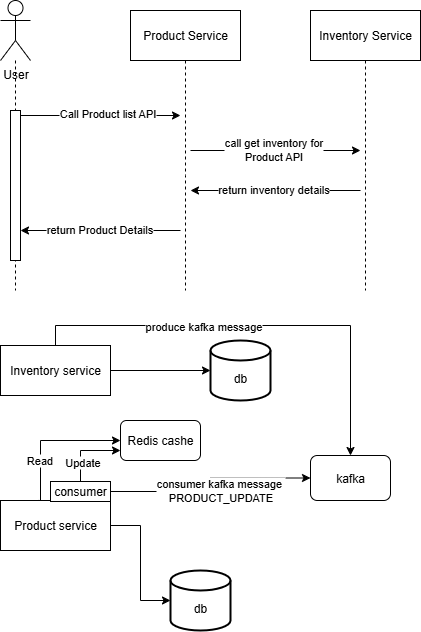 Product Service
Inventory Service
User
Call Product list API
call get inventory for
Product API
return inventory details
return Product Details
produce kafka message
Inventory service
db
Redis cashe
Read
Update
consumer
consumer kafka message
PRODUCT_UPDATE
kafka
Product service
db